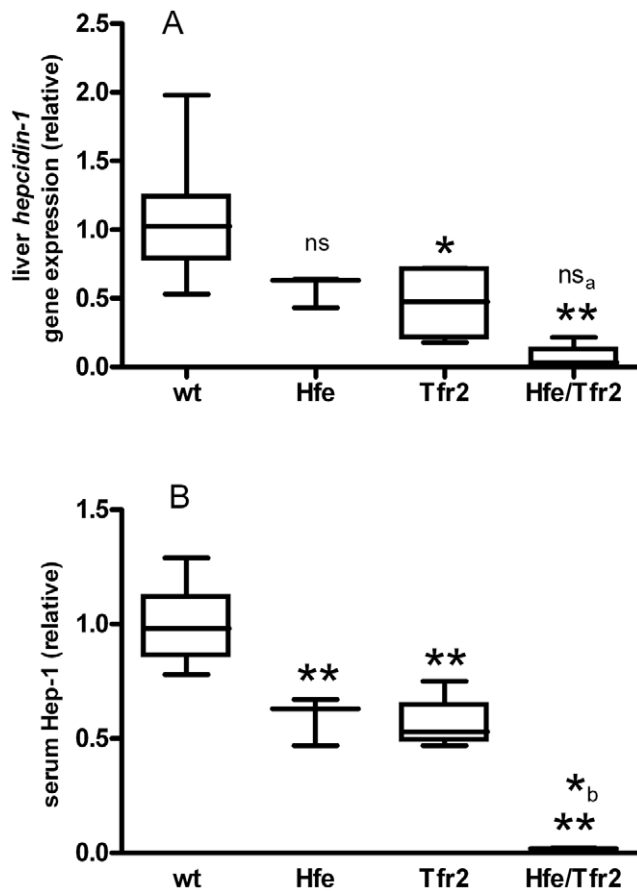 A
liver hepcidin-1
gene expression (relative)
2.5
2.0
1.5
1.0
0.5
0.0
ns
*
nsa
**
wt Hfe Tfr2 Hfe/Tfr2
B
serum Hep-1 (relative)
1.5
1.0
0.5
0.0
**
**
*b
**
wt Hfe Tfr2 Hfe/Tfr2